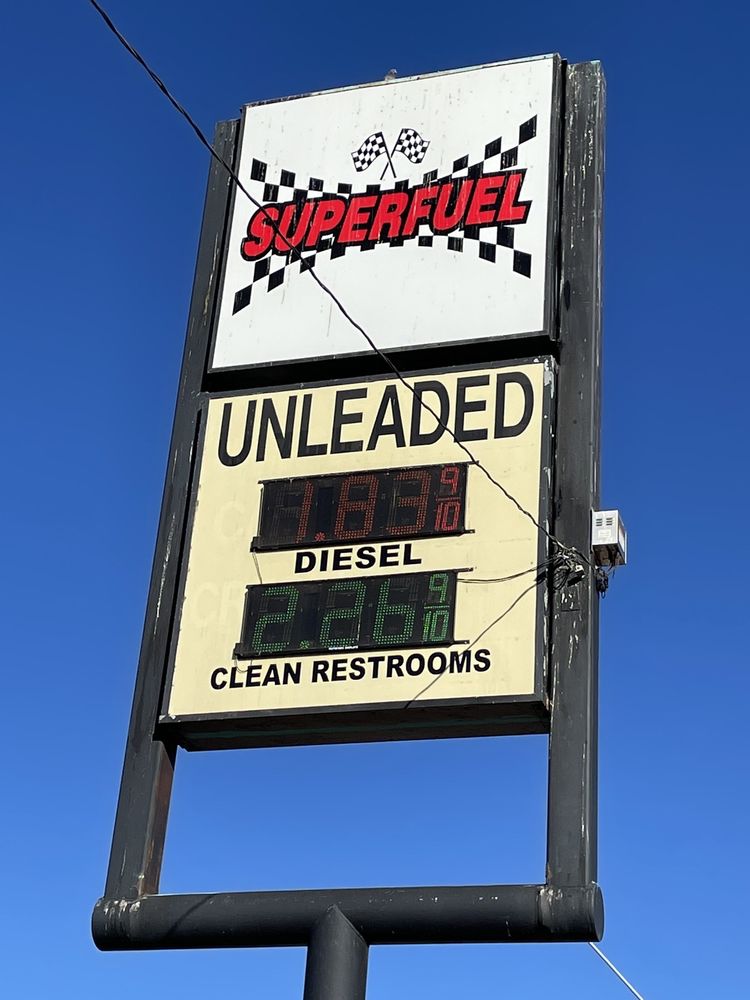 SUPERFUEL
UNLEADED
1.83 9/10
DIESEL
2.26 9/10
CLEAN RESTROOMS